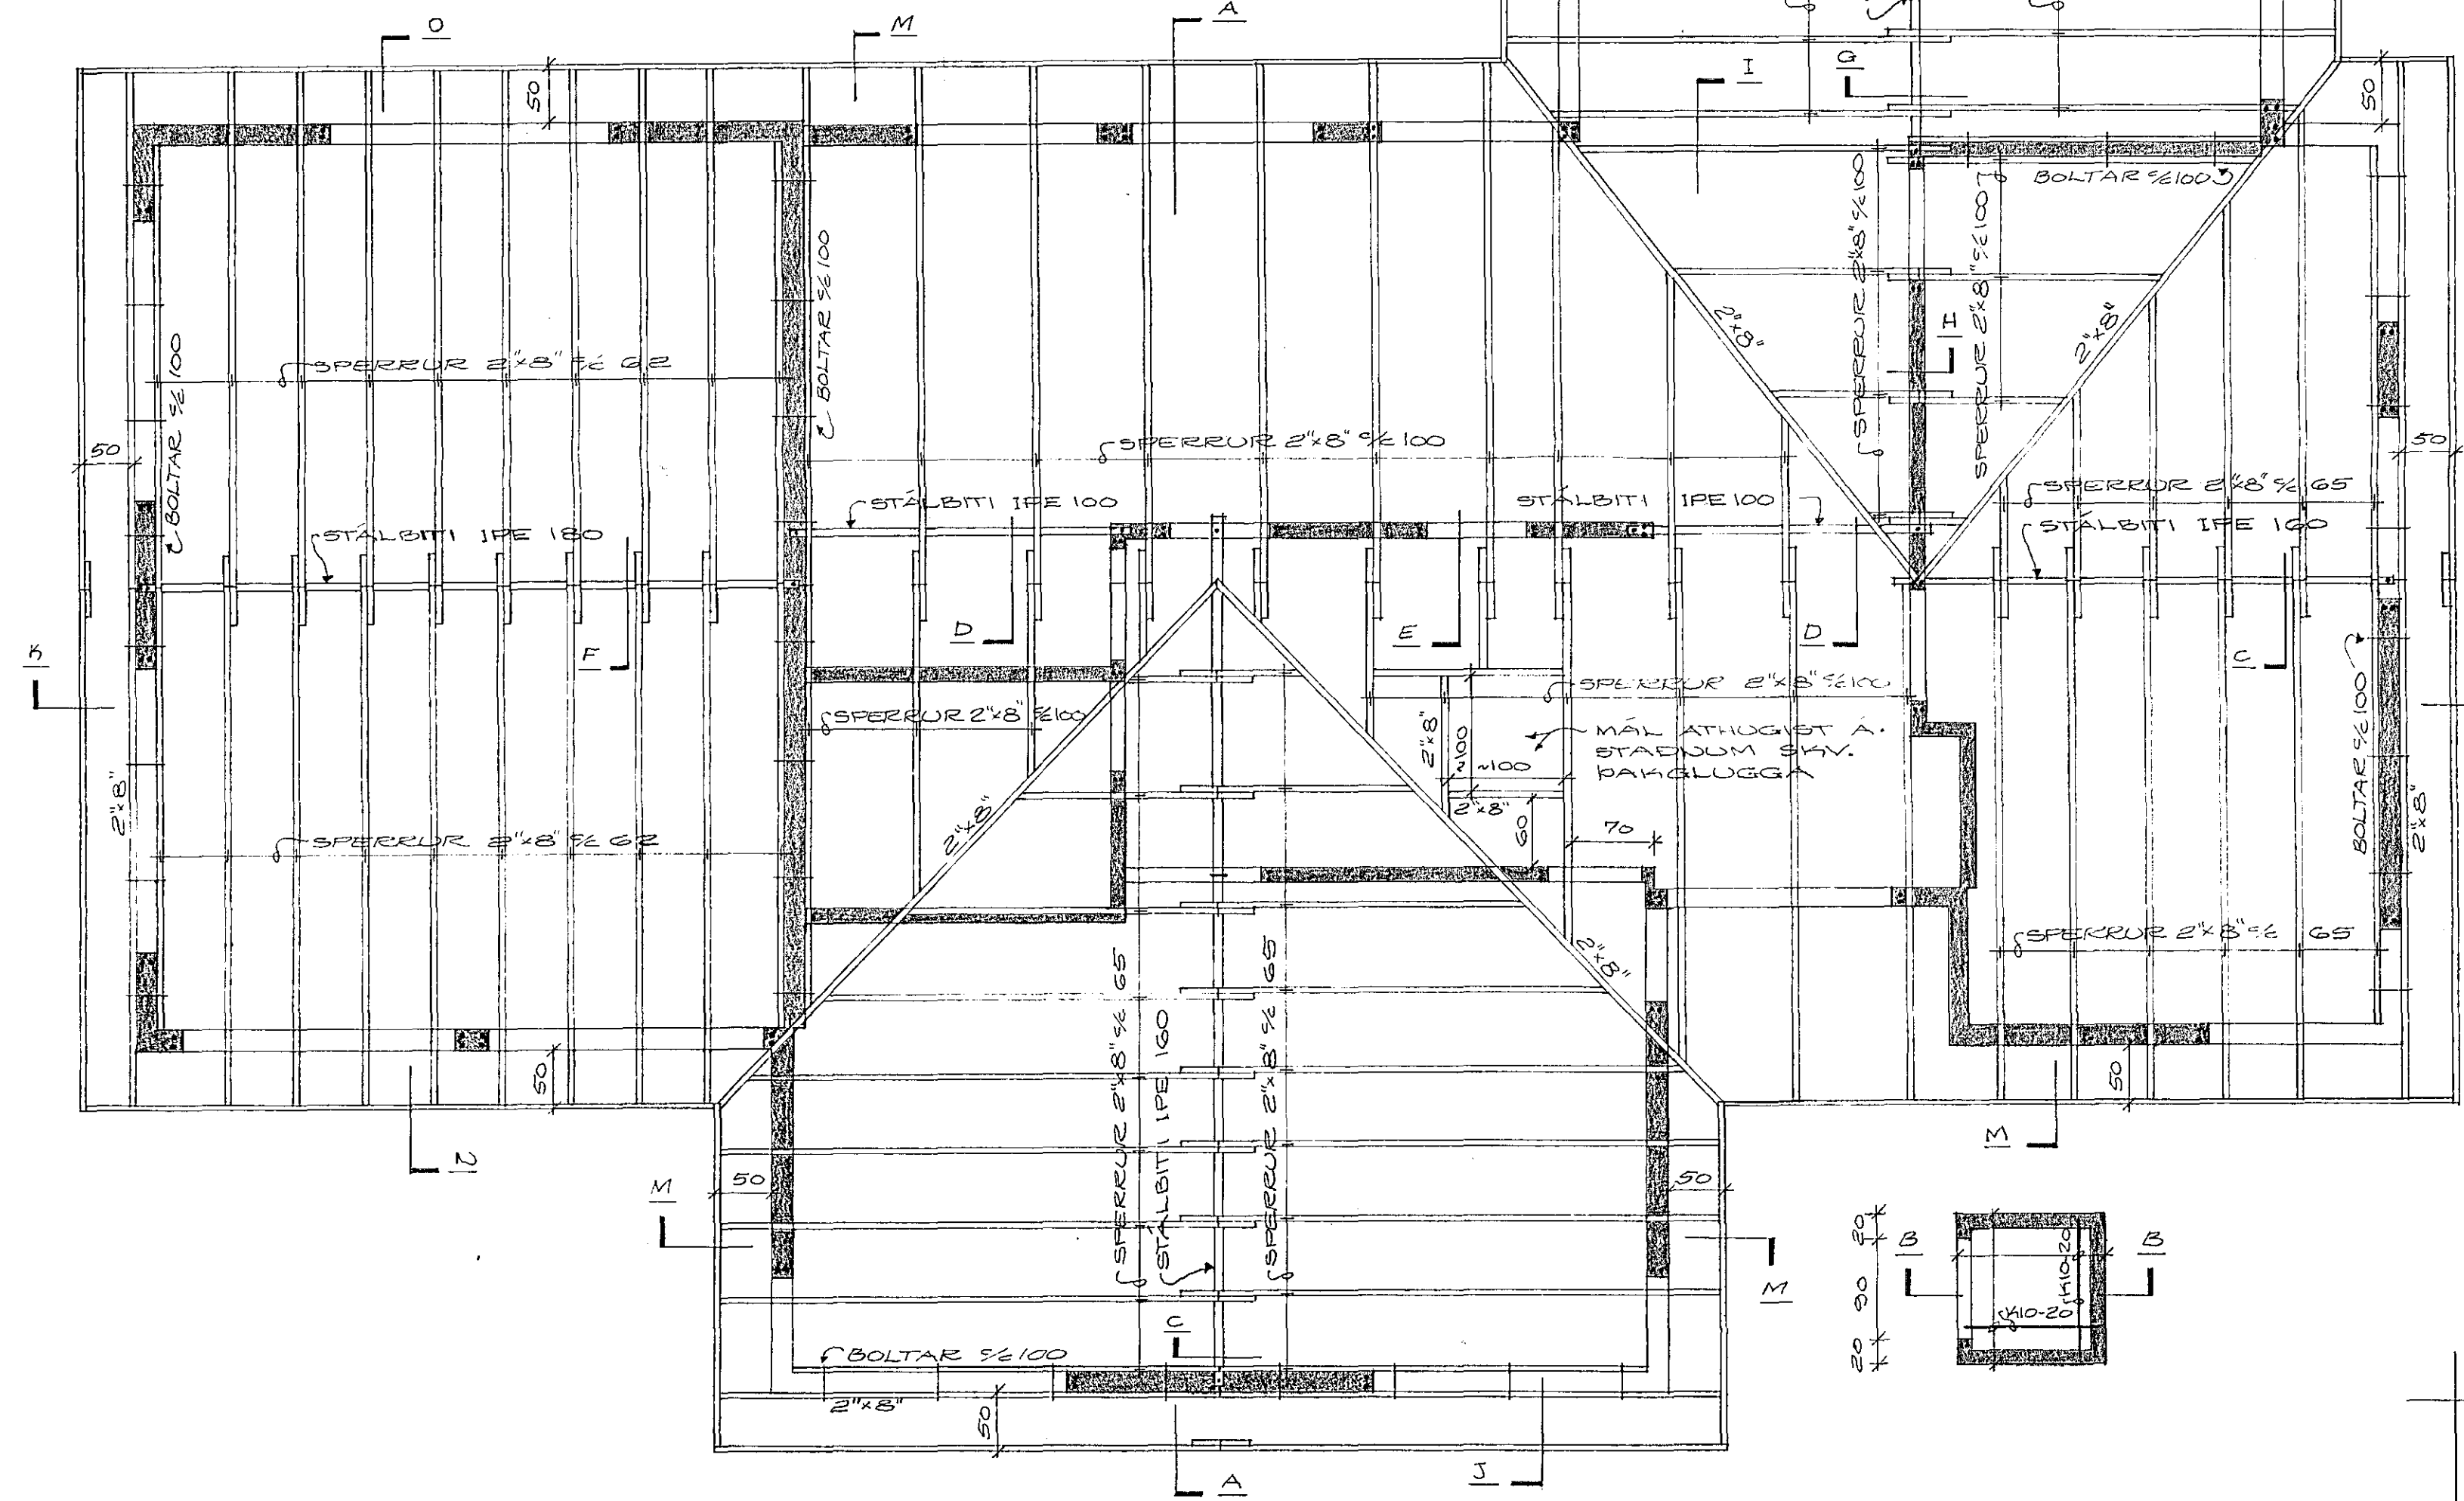 O
M
A
I
G
50
50
BOLTAR c/c 100
SPERRUR 2"x8" c/c 100
SPERRUR 2"x8" c/c 100
BOLTAR c/c 100
BOLTAR c/c 100
SPERRUR 2"x8" c/c 62
2"x8"
H
2"x8"
50
SPERRUR 2"x8" c/c 100
50
STÁLBITI IPE 100
STÁLBITI IPE 100
SPERRUR 2"x8" c/c 65
STÁLBITI IPE 160
STÁLBITI IPE 180
K
F
D
E
D
C
SPERRUR 2"x8" c/c 100
SPERRUR 2"x8" c/c 100
2"x8"
~100
~100
MÁL ATHUGIST Á
STAÐNUM SKV.
ÞAKGLUGGA
BOLTAR c/c 100
2"x8"
2"x8"
2"x8"
2"x8"
60
70
SPERRUR 2"x8" c/c 62
2"x8"
SPERRUR 2"x8" c/c 65
50
50
SPERRUR 2"x8" c/c 65
STÁLBITI IPE 160
SPERRUR 2"x8" c/c 65
N
M
M
50
50
M
20
90
20
B
B
K10-20
K10-20
BOLTAR c/c 100
C
2"x8"
50
A
J